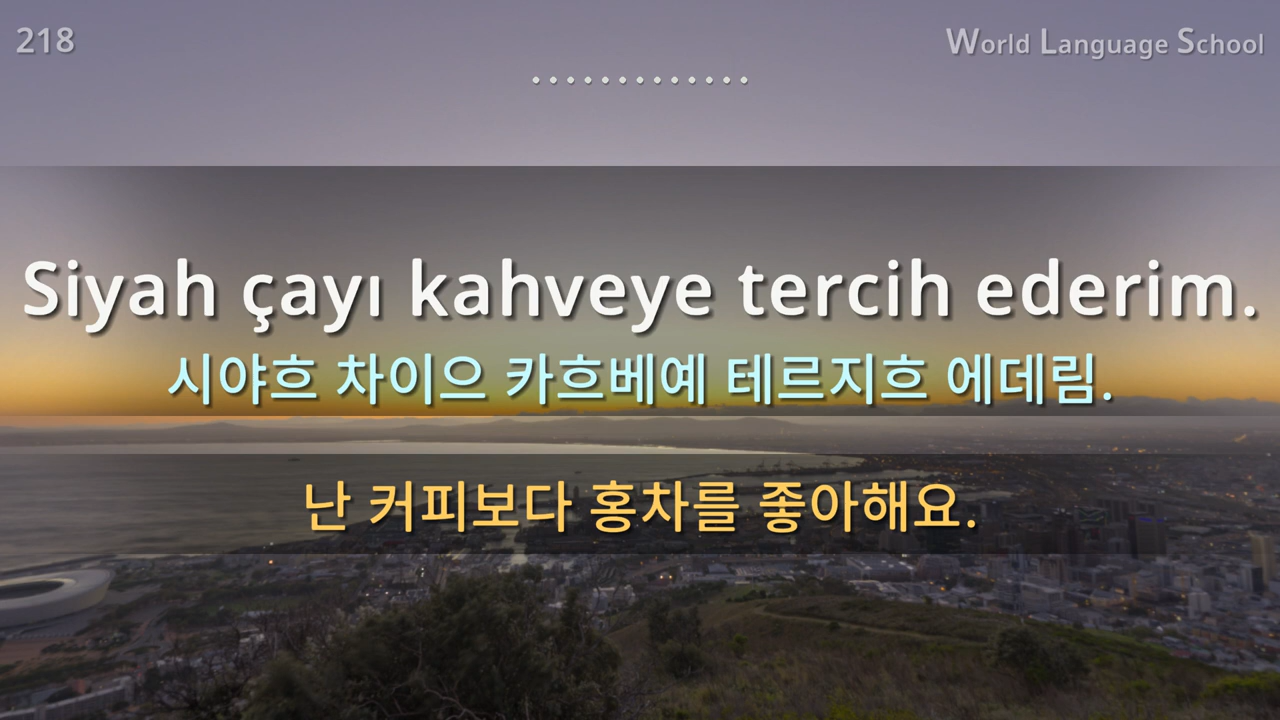 218
World Language School
Siyah çayı kahveye tercih ederim.
시야흐 차이으 카흐베예 테르지흐 에데림.
난 커피보다 홍차를 좋아해요.